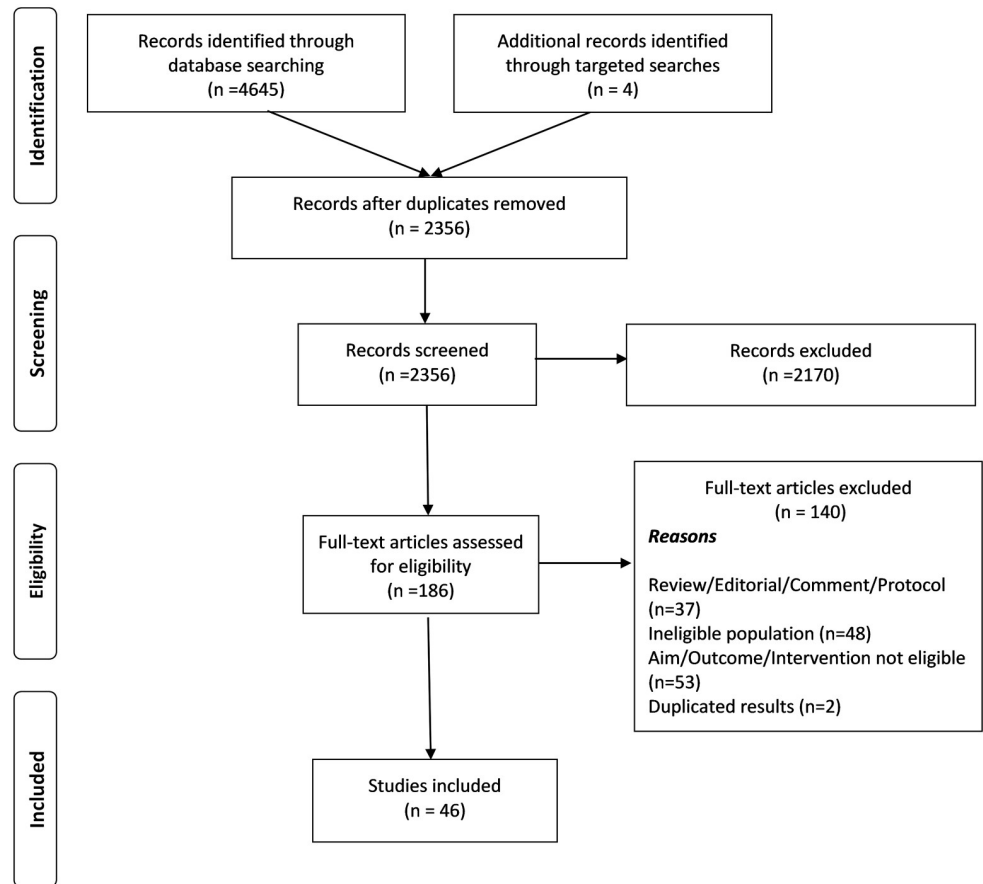 Identification
Records identified through
database searching
(n =4645)
Additional records identified
through targeted searches
(n = 4)
Records after duplicates removed
(n = 2356)
Screening
Records screened
(n =2356)
Records excluded
(n =2170)
Eligibility
Full-text articles assessed
for eligibility
(n =186)
Full-text articles excluded
(n = 140)
Reasons
Review/Editorial/Comment/Protocol
(n=37)
Ineligible population (n=48)
Aim/Outcome/Intervention not eligible
(n=53)
Duplicated results (n=2)
Included
Studies included
(n = 46)